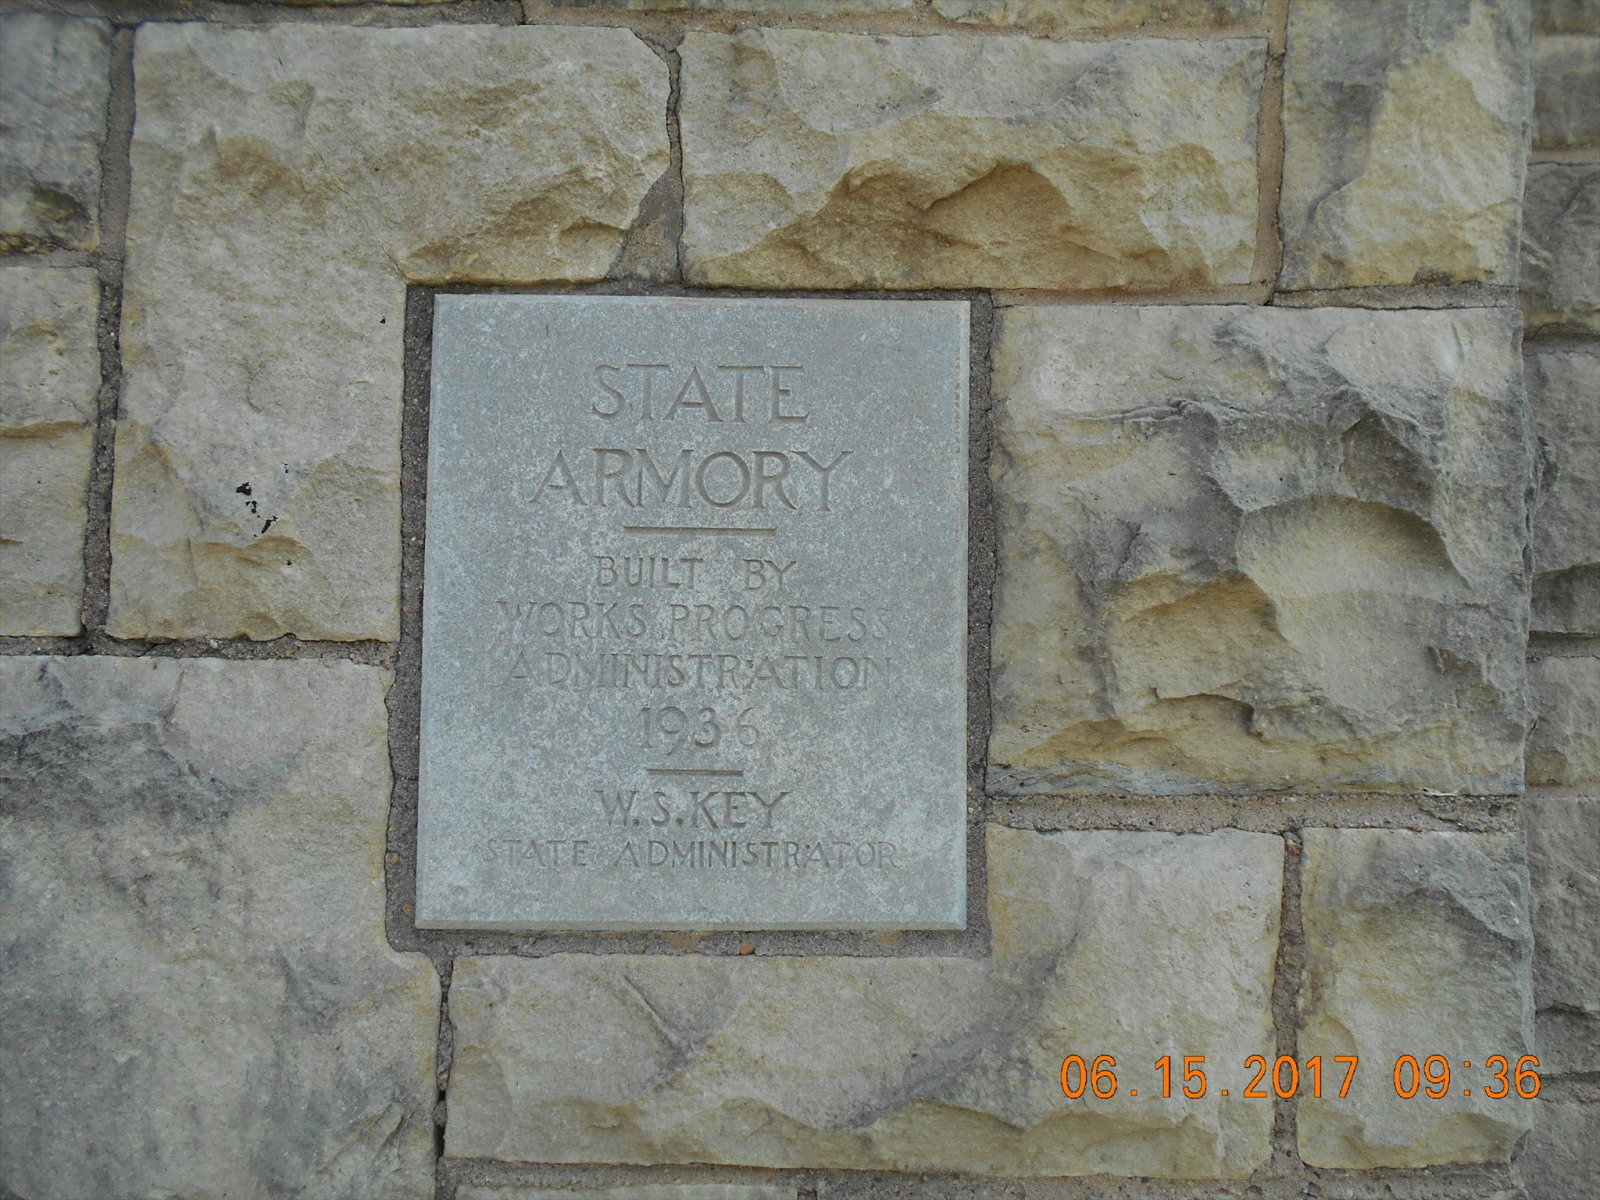 STATE
ARMORY
BUILT BY
WORKS PROGRESS
ADMINISTRATION
1936
W.S.KEY
STATE ADMINISTRATOR
06.15.2017 09:36